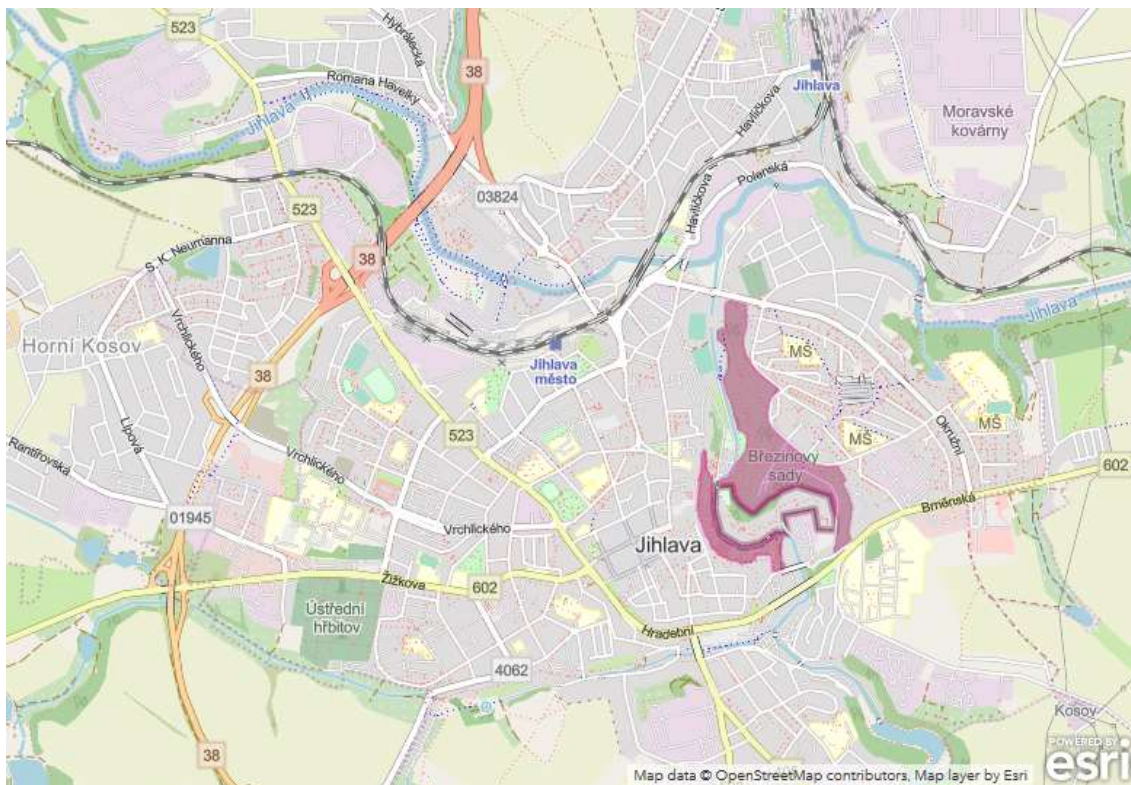 523
Hybrálecká
38
Romana Havelky
Jihlava
Jihlava
Havlíčkova
Moravské
kovárny
Polenská
03824
Havlíčkova
523
S. K. Neumanna
38
Jihlava
Horní Kosov
Vrchlického
Jihlava
město
MŠ
38
Lípová
523
Okružní
MŠ
MŠ
Rantířovská
Vrchlického
Březinovy
sady
602
01945
Vrchlického
Brněnská
Jihlava
Žižkova
602
Ústřední
hřbitov
Hradební
4062
Kosov
38
POWERED BY
esri
Map data © OpenStreetMap contributors, Map layer by Esri